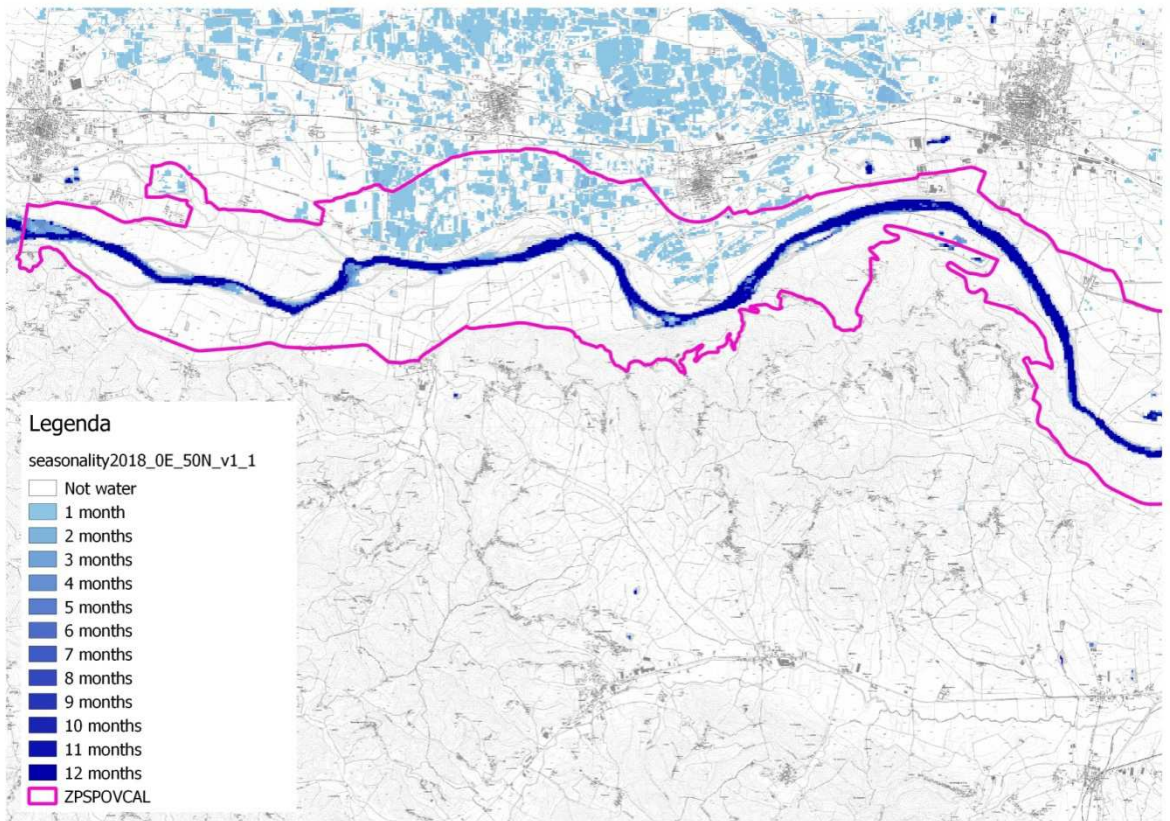 Legenda
seasonality2018_0E_50N_v1_1
Not water
1 month
2 months
3 months
4 months
5 months
6 months
7 months
8 months
9 months
10 months
11 months
12 months
ZPSPOVCAL